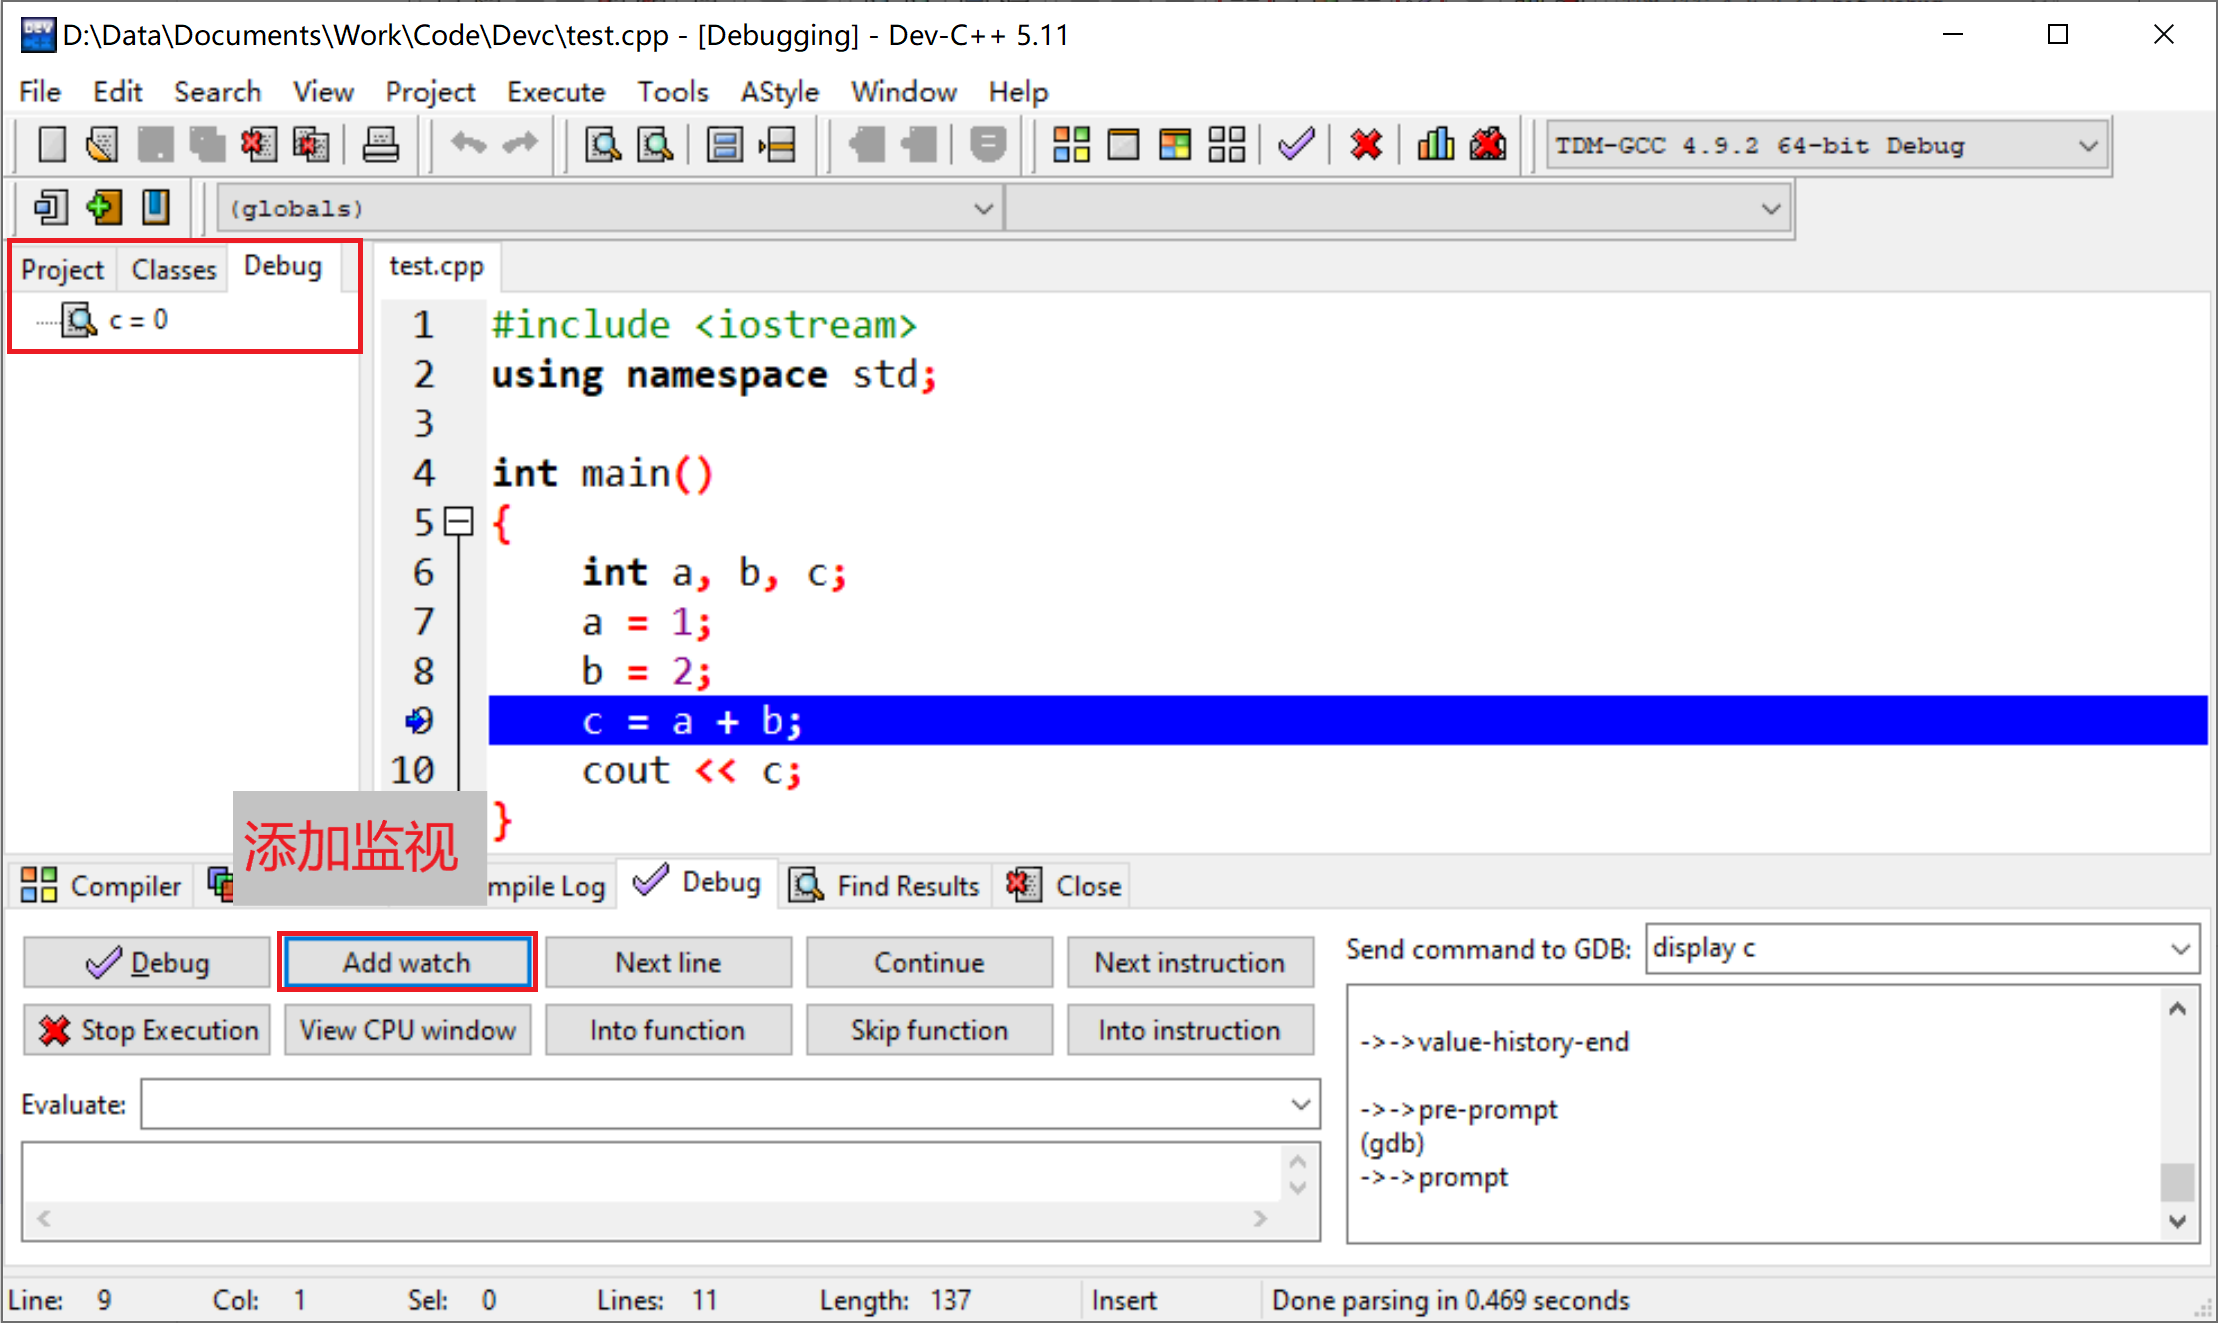 D:\Data\Documents\Work\Code\Devc\test.cpp - [Debugging] - Dev-C++ 5.11
File Edit Search View Project Execute Tools AStyle Window Help
TDM-GCC 4.9.2 64-bit Debug
(globals)
Project Classes Debug
c = 0
test.cpp
1 #include <iostream>
2 using namespace std;
3
4 int main()
5 {
6 int a, b, c;
7 a = 1;
8 b = 2;
9 c = a + b;
10 cout << c;
}
添加监视
Compiler mpile Log Debug Find Results Close
Debug Add watch Next line Continue Next instruction
Stop Execution View CPU window Into function Skip function Into instruction
Evaluate:
Send command to GDB: display c
->->value-history-end
->->pre-prompt
(gdb)
->->prompt
Line: 9 Col: 1 Sel: 0 Lines: 11 Length: 137 Insert Done parsing in 0.469 seconds